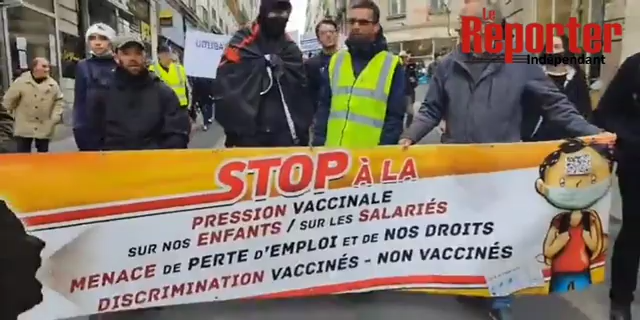 Le
Reporter
Indépendant
STOP À LA
PRESSION VACCINALE
SUR NOS ENFANTS / SUR LES SALARIÉS
MENACE DE PERTE D'EMPLOI ET DE NOS DROITS
DISCRIMINATION VACCINÉS - NON VACCINÉS